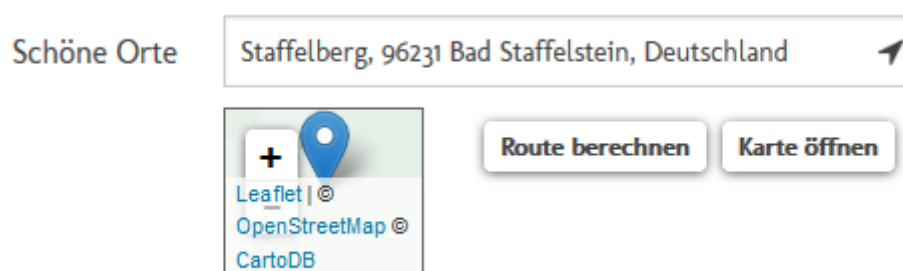 Schöne Orte Staffelberg, 96231 Bad Staffelstein, Deutschland
+ Route berechnen Karte öffnen
Leaflet | ©
OpenStreetMap ©
CartoDB